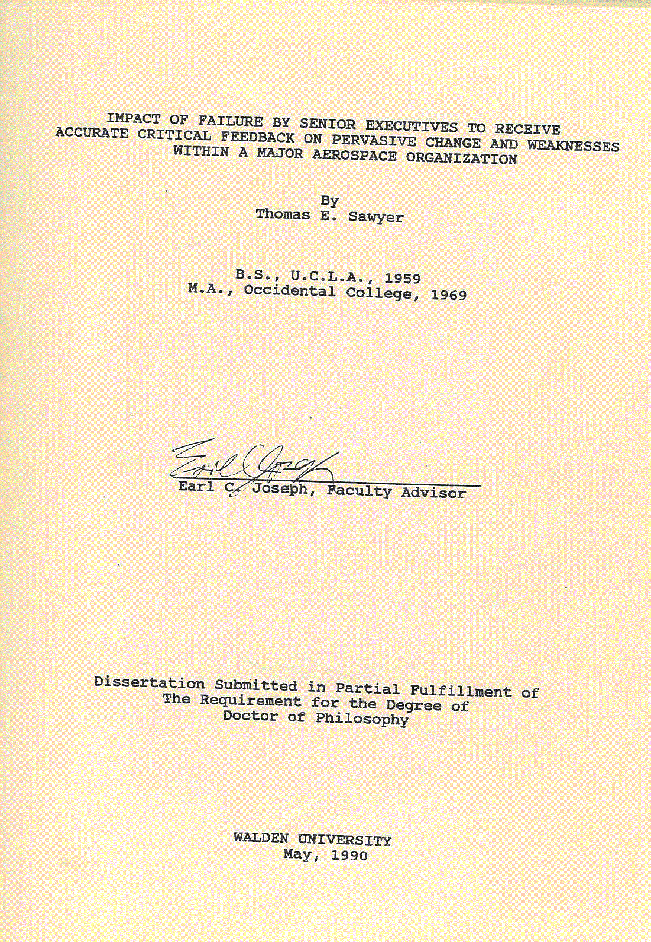 IMPACT OF FAILURE BY SENIOR EXECUTIVES TO RECEIVE
ACCURATE CRITICAL FEEDBACK ON PERVASIVE CHANGE AND WEAKNESSES
WITHIN A MAJOR AEROSPACE ORGANIZATION
By
Thomas E. Sawyer
B.S., U.C.L.A., 1959
M.A., Occidental College, 1969
Earl C Joseph
Earl C. Joseph, Faculty Advisor
Dissertation Submitted in Partial Fulfillment of
The Requirement for the Degree of
Doctor of Philosophy
WALDEN UNIVERSITY
May, 1990